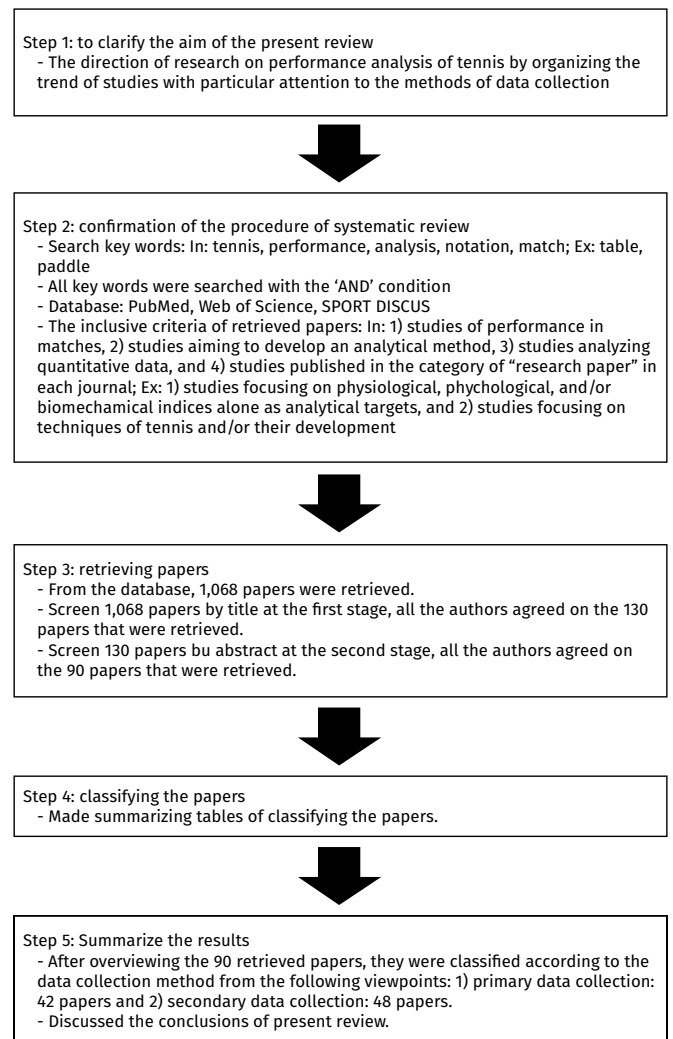 Step 1: to clarify the aim of the present review
- The direction of research on performance analysis of tennis by organizing the
trend of studies with particular attention to the methods of data collection
Step 2: confirmation of the procedure of systematic review
- Search key words: In: tennis, performance, analysis, notation, match; Ex: table,
paddle
- All key words were searched with the ‘AND’ condition
- Database: PubMed, Web of Science, SPORT DISCUS
- The inclusive criteria of retrieved papers: In: 1) studies of performance in
matches, 2) studies aiming to develop an analytical method, 3) studies analyzing
quantitative data, and 4) studies published in the category of “research paper” in
each journal; Ex: 1) studies focusing on physiological, phychological, and/or
biomechamical indices alone as analytical targets, and 2) studies focusing on
techniques of tennis and/or their development
Step 3: retrieving papers
- From the database, 1,068 papers were retrieved.
- Screen 1,068 papers by title at the first stage, all the authors agreed on the 130
papers that were retrieved.
- Screen 130 papers bu abstract at the second stage, all the authors agreed on
the 90 papers that were retrieved.
Step 4: classifying the papers
- Made summarizing tables of classifying the papers.
Step 5: Summarize the results
- After overviewing the 90 retrieved papers, they were classified according to the
data collection method from the following viewpoints: 1) primary data collection:
42 papers and 2) secondary data collection: 48 papers.
- Discussed the conclusions of present review.